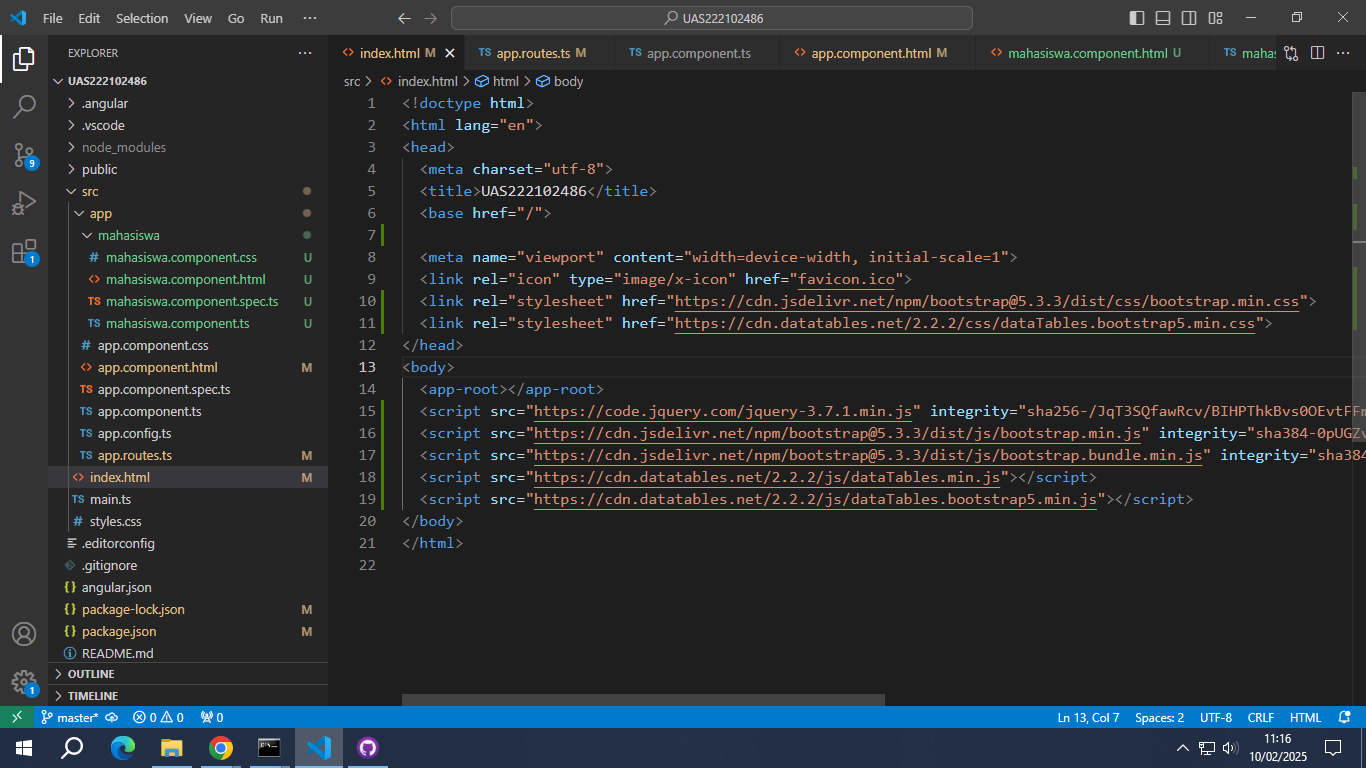 File Edit Selection View Go Run ···
UAS222102486
EXPLORER ···
index.html M
TS app.routes.ts M
TS app.component.ts
app.component.html M
mahasiswa.component.html U
TS mahas
UAS222102486
src > index.html > html > body
.angular
.vscode
node_modules
public
src
app
mahasiswa
# mahasiswa.component.css U
<> mahasiswa.component.html U
TS mahasiswa.component.spec.ts U
TS mahasiswa.component.ts U
# app.component.css
<> app.component.html M
TS app.component.spec.ts
TS app.component.ts
TS app.config.ts
TS app.routes.ts M
<> index.html M
TS main.ts
# styles.css
.editorconfig
.gitignore
{} angular.json
{} package-lock.json M
{} package.json M
README.md
OUTLINE
TIMELINE
9
1
1
1 <!doctype html>
2 <html lang="en">
3 <head>
4 <meta charset="utf-8">
5 <title>UAS222102486</title>
6 <base href="/">
7
8 <meta name="viewport" content="width=device-width, initial-scale=1">
9 <link rel="icon" type="image/x-icon" href="favicon.ico">
10 <link rel="stylesheet" href="https://cdn.jsdelivr.net/npm/bootstrap@5.3.3/dist/css/bootstrap.min.css">
11 <link rel="stylesheet" href="https://cdn.datatables.net/2.2.2/css/dataTables.bootstrap5.min.css">
12 </head>
13 <body>
14 <app-root></app-root>
15 <script src="https://code.jquery.com/jquery-3.7.1.min.js" integrity="sha256-/JqT3SQfawRcv/BIHPThkBvs0OEvtFFm
16 <script src="https://cdn.jsdelivr.net/npm/bootstrap@5.3.3/dist/js/bootstrap.min.js" integrity="sha384-0pUGZv
17 <script src="https://cdn.jsdelivr.net/npm/bootstrap@5.3.3/dist/js/bootstrap.bundle.min.js" integrity="sha384
18 <script src="https://cdn.datatables.net/2.2.2/js/dataTables.min.js"></script>
19 <script src="https://cdn.datatables.net/2.2.2/js/dataTables.bootstrap5.min.js"></script>
20 </body>
21 </html>
22
master* 0 0 0
Ln 13, Col 7 Spaces: 2 UTF-8 CRLF HTML
11:16
10/02/2025